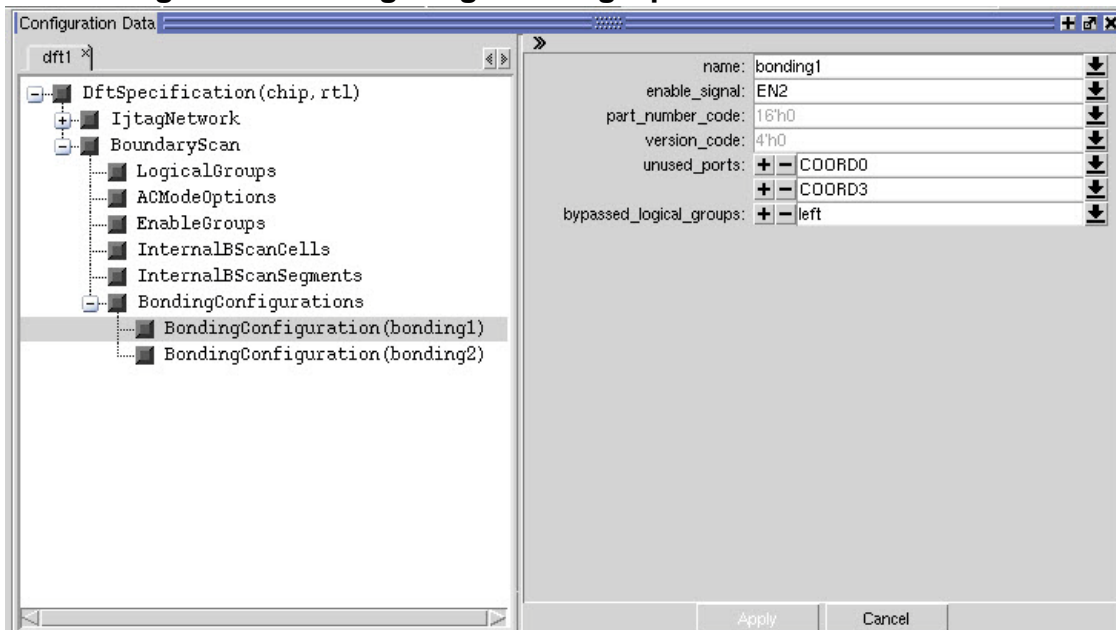 Configuration Data
dft1
DftSpecification(chip,rtl)
IjtagNetwork
BoundaryScan
LogicalGroups
ACModeOptions
EnableGroups
InternalBScanCells
InternalBScanSegments
BondingConfigurations
BondingConfiguration(bonding1)
BondingConfiguration(bonding2)
name: bonding1
enable_signal: EN2
part_number_code: 16'h0
version_code: 4'h0
unused_ports: COORD0
COORD3
bypassed_logical_groups: left
Apply Cancel